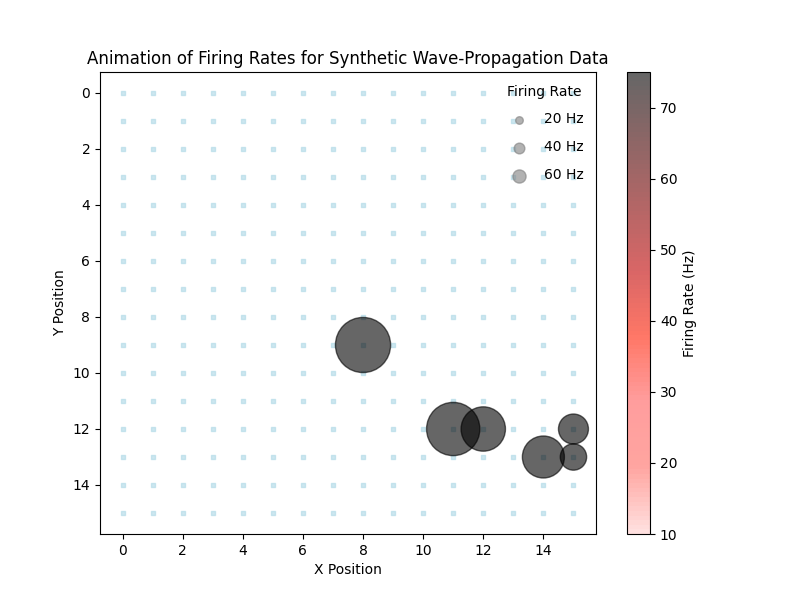 Animation of Firing Rates for Synthetic Wave-Propagation Data
Firing Rate
20 Hz
40 Hz
60 Hz
0
2
4
6
8
10
12
14
Y Position
0 2 4 6 8 10 12 14
X Position
70
60
50
40
30
20
10
Firing Rate (Hz)